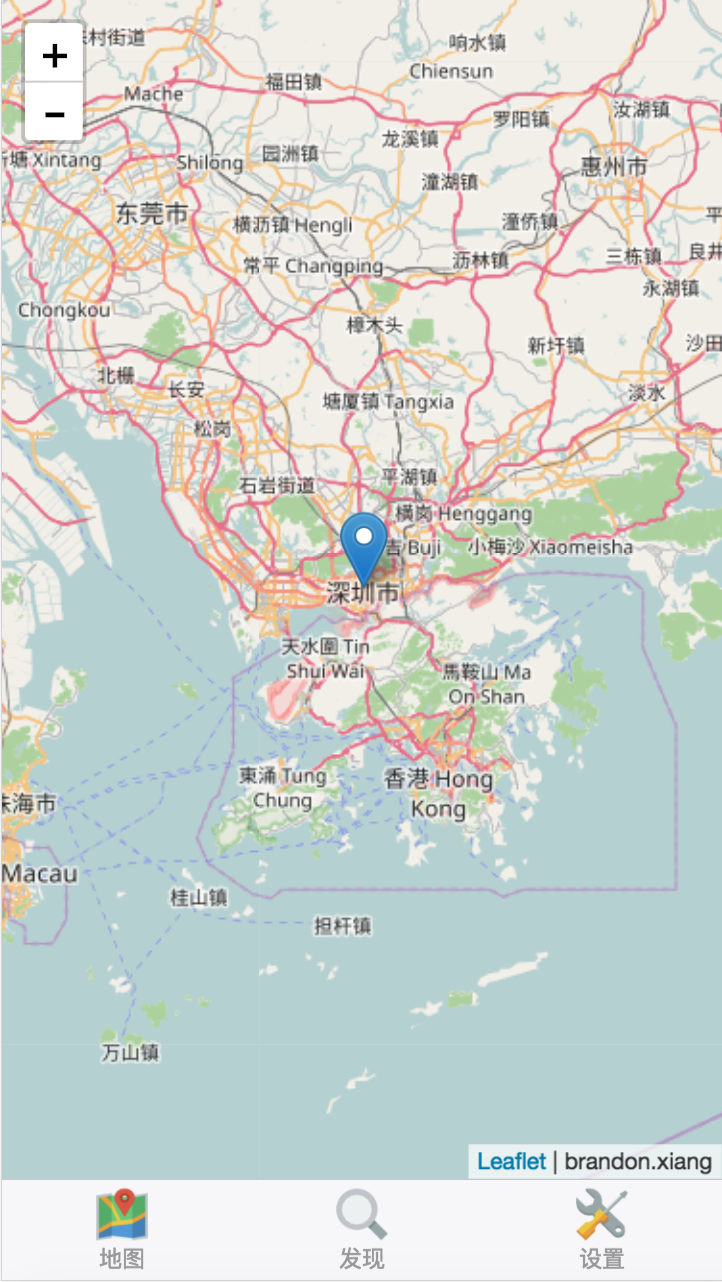 村街道
响水镇
Chiensun
+
福田镇
Mache
-
汝湖镇
罗阳镇
龙溪镇
塘 Xintang
Shilong
园洲镇
惠州市
潼湖镇
东莞市
横沥镇 Hengli
潼侨镇
平
常平 Changping
沥林镇
三栋镇
良井
永湖镇
Chongkou
樟木头
新圩镇
沙田
北栅
长安
塘厦镇 Tangxia
淡水
松岗
平湖镇
石岩街道
横岗 Henggang
吉 Buji
小梅沙 Xiaomeisha
深圳市
天水圍 Tin
Shui Wai
馬鞍山 Ma
On Shan
東涌 Tung
Chung
香港 Hong
Kong
海市
Macau
桂山镇
担杆镇
万山镇
Leaflet | brandon.xiang
地图
发现
设置